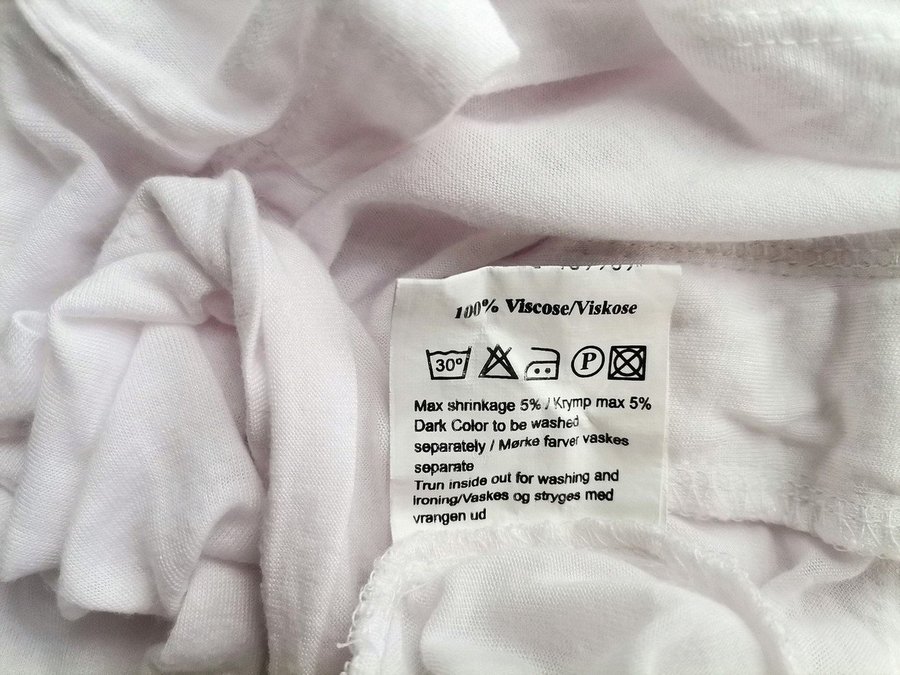 100% Viscose/Viskose
30º P
Max shrinkage 5% / Krymp max 5%
Dark Color to be washed
separately / Mørke farver vaskes
separate
Trun inside out for washing and
Ironing/Vaskes og stryges med
vrangen ud